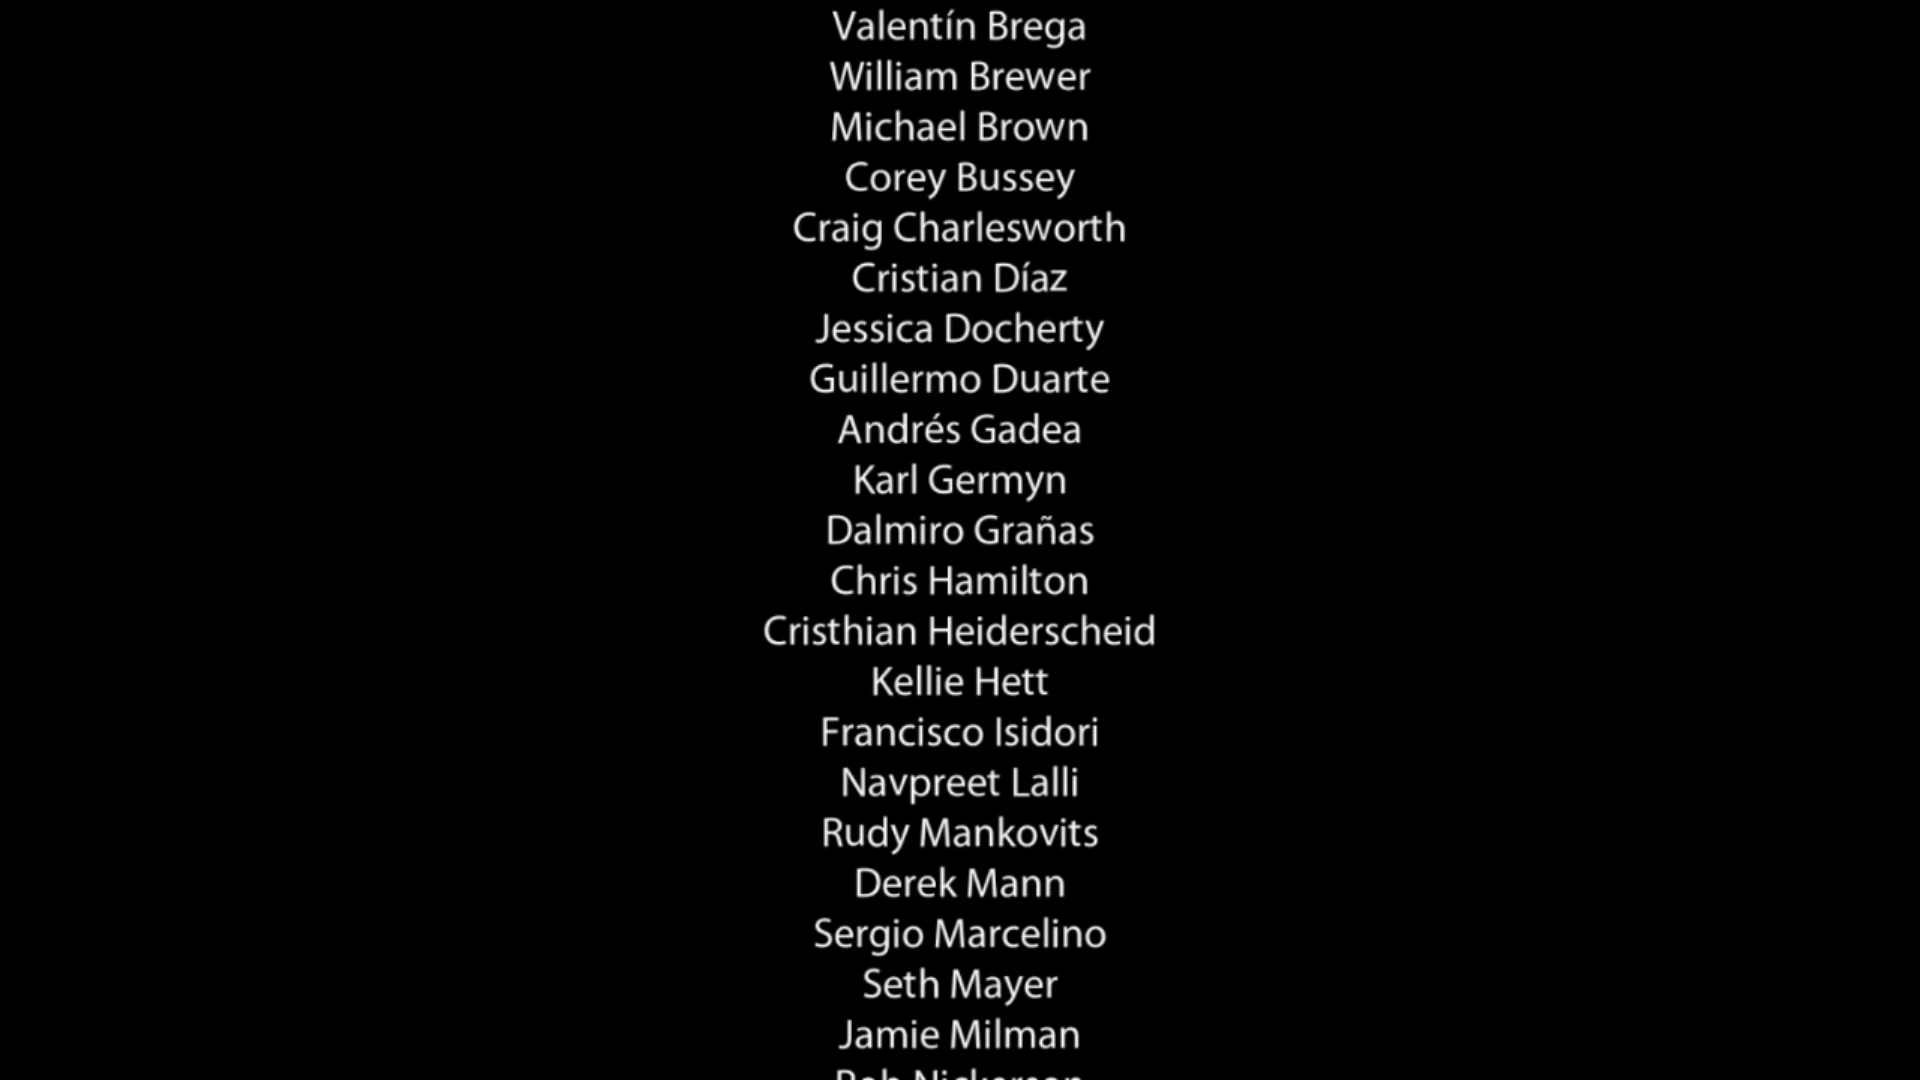 Valentín Brega
William Brewer
Michael Brown
Corey Bussey
Craig Charlesworth
Cristian Díaz
Jessica Docherty
Guillermo Duarte
Andrés Gadea
Karl Germyn
Dalmiro Grañas
Chris Hamilton
Cristhian Heiderscheid
Kellie Hett
Francisco Isidori
Navpreet Lalli
Rudy Mankovits
Derek Mann
Sergio Marcelino
Seth Mayer
Jamie Milman